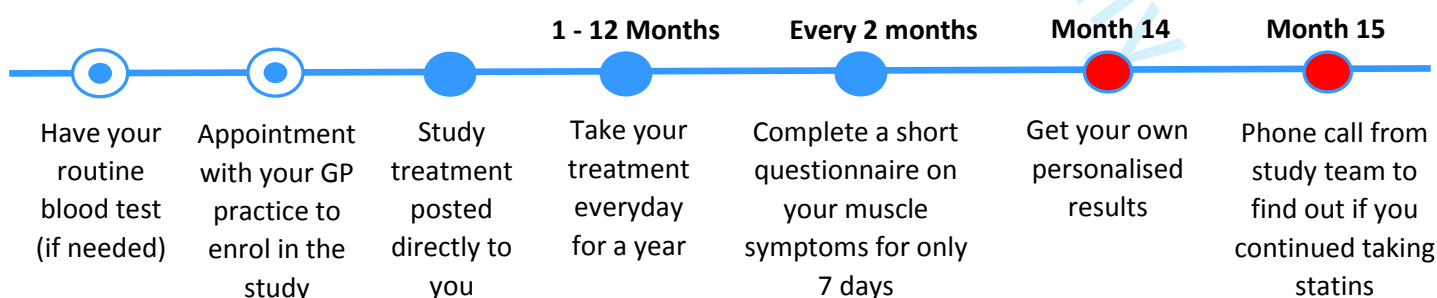 1 - 12 Months
Every 2 months
Month 14
Month 15
Have your
routine
blood test
(if needed)
Appointment
with your GP
practice to
enrol in the
study
Study
treatment
posted
directly to
you
Take your
treatment
everyday
for a year
Complete a short
questionnaire on
your muscle
symptoms for only
7 days
Get your own
personalised
results
Phone call from
study team to
find out if you
continued taking
statins